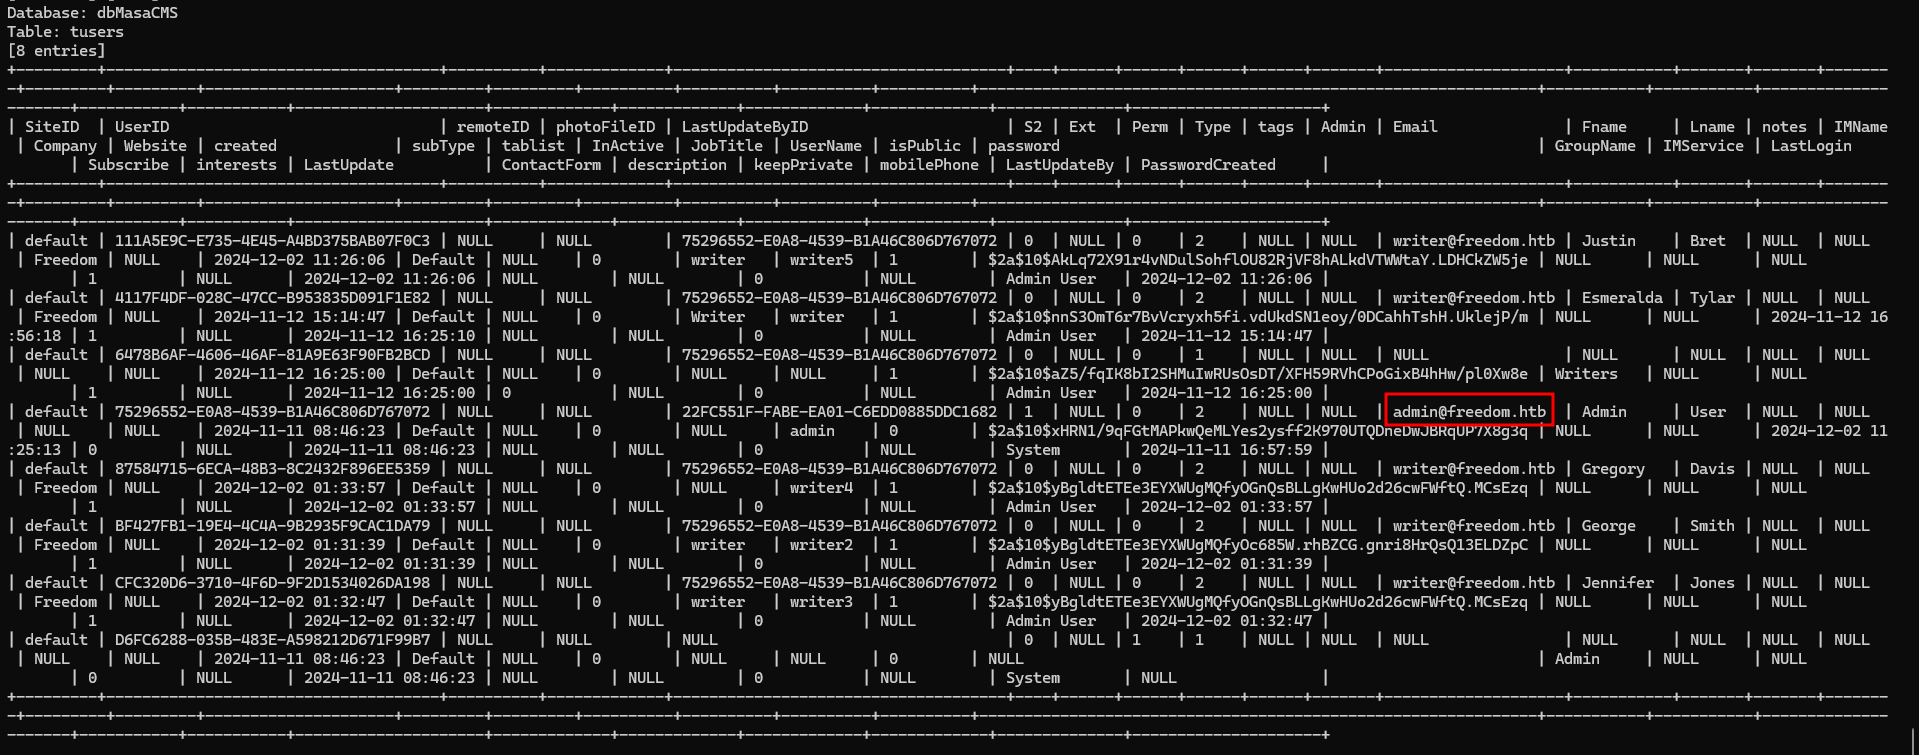 Database: dbMasaCMS
Table: tusers
[8 entries]
| SiteID | UserID | remoteID | photoFileID | LastUpdateByID | S2 | Ext | Perm | Type | tags | Admin | Email | Fname | Lname | notes | IMName
| Company | Website | created | subType | tablist | InActive | JobTitle | UserName | isPublic | password | GroupName | IMService | LastLogin
| Subscribe | interests | LastUpdate | ContactForm | description | keepPrivate | mobilePhone | LastUpdateBy | PasswordCreated |
| default | 111A5E9C-E735-4E45-A4BD375BAB07F0C3 | NULL | NULL | 75296552-E0A8-4539-B1A46C806D767072 | 0 | NULL | 0 | 2 | NULL | NULL | writer@freedom.htb | Justin | Bret | NULL | NULL
| Freedom | NULL | 2024-12-02 11:26:06 | Default | NULL | 0 | writer | writer5 | 1 | $2a$10$AkLq72X91r4vNDulSohflOU82RjVF8hALkdVTWWtaY.LDHCkZW5je | NULL | NULL | NULL
| 1 | NULL | 2024-12-02 11:26:06 | NULL | NULL | 0 | NULL | Admin User | 2024-12-02 11:26:06 |
| default | 4117F4DF-028C-47CC-B953835D091F1E82 | NULL | NULL | 75296552-E0A8-4539-B1A46C806D767072 | 0 | NULL | 0 | 2 | NULL | NULL | writer@freedom.htb | Esmeralda | Tylar | NULL | NULL
| Freedom | NULL | 2024-11-12 15:14:47 | Default | NULL | 0 | Writer | writer | 1 | $2a$10$nnS3OmT6r7BvVcryxh5fi.vdUkdSN1eoy/0DCahhTshH.UklejP/m | NULL | NULL | 2024-11-12 16
:56:18 | 1 | NULL | 2024-11-12 16:25:10 | NULL | NULL | 0 | NULL | Admin User | 2024-11-12 15:14:47 |
| default | 6478B6AF-4606-46AF-81A9E63F90FB2BCD | NULL | NULL | 75296552-E0A8-4539-B1A46C806D767072 | 0 | NULL | 0 | 1 | NULL | NULL | NULL | NULL | NULL | NULL | NULL
| NULL | NULL | 2024-11-12 16:25:00 | Default | NULL | 0 | NULL | NULL | 1 | $2a$10$aZ5/fqIK8bI2SHMuIwRUsOsDT/XFH59RVhCPoGixB4hHw/pl0Xw8e | Writers | NULL | NULL
| 1 | NULL | 2024-11-12 16:25:00 | 0 | NULL | 0 | NULL | Admin User | 2024-11-12 16:25:00 |
| default | 75296552-E0A8-4539-B1A46C806D767072 | NULL | NULL | 22FC551F-FABE-EA01-C6EDD0885DDC1682 | 1 | NULL | 0 | 2 | NULL | NULL | admin@freedom.htb | Admin | User | NULL | NULL
| NULL | NULL | 2024-11-11 08:46:23 | Default | NULL | 0 | NULL | admin | 0 | $2a$10$xHRN1/9qFGtMAPkwQeMLYes2ysff2K970UTQDneDwJBRqUP7X8g3q | NULL | NULL | 2024-12-02 11
:25:13 | 0 | NULL | 2024-11-11 08:46:23 | NULL | NULL | 0 | NULL | System | 2024-11-11 16:57:59 |
| default | 87584715-6ECA-48B3-8C2432F896EE5359 | NULL | NULL | 75296552-E0A8-4539-B1A46C806D767072 | 0 | NULL | 0 | 2 | NULL | NULL | writer@freedom.htb | Gregory | Davis | NULL | NULL
| Freedom | NULL | 2024-12-02 01:33:57 | Default | NULL | 0 | NULL | writer4 | 1 | $2a$10$yBgldtETEe3EYXWUgMQfyOGnQsBLLgKwHUo2d26cwFWftQ.MCsEzq | NULL | NULL | NULL
| 1 | NULL | 2024-12-02 01:33:57 | NULL | NULL | 0 | NULL | Admin User | 2024-12-02 01:33:57 |
| default | BF427FB1-19E4-4C4A-9B2935F9CAC1DA79 | NULL | NULL | 75296552-E0A8-4539-B1A46C806D767072 | 0 | NULL | 0 | 2 | NULL | NULL | writer@freedom.htb | George | Smith | NULL | NULL
| Freedom | NULL | 2024-12-02 01:31:39 | Default | NULL | 0 | writer | writer2 | 1 | $2a$10$yBgldtETEe3EYXWUgMQfyOc685W.rhBZCG.gnri8HrQsQ13ELDZpC | NULL | NULL | NULL
| 1 | NULL | 2024-12-02 01:31:39 | NULL | NULL | 0 | NULL | Admin User | 2024-12-02 01:31:39 |
| default | CFC320D6-3710-4F6D-9F2D1534026DA198 | NULL | NULL | 75296552-E0A8-4539-B1A46C806D767072 | 0 | NULL | 0 | 2 | NULL | NULL | writer@freedom.htb | Jennifer | Jones | NULL | NULL
| Freedom | NULL | 2024-12-02 01:32:47 | Default | NULL | 0 | writer | writer3 | 1 | $2a$10$yBgldtETEe3EYXWUgMQfyOGnQsBLLgKwHUo2d26cwFWftQ.MCsEzq | NULL | NULL | NULL
| 1 | NULL | 2024-12-02 01:32:47 | NULL | NULL | 0 | NULL | Admin User | 2024-12-02 01:32:47 |
| default | D6FC6288-035B-483E-A598212D671F99B7 | NULL | NULL | NULL | 0 | NULL | 1 | 1 | NULL | NULL | NULL | NULL | NULL | NULL | NULL
| NULL | NULL | 2024-11-11 08:46:23 | Default | NULL | 0 | NULL | NULL | 0 | NULL | Admin | NULL | NULL
| 0 | NULL | 2024-11-11 08:46:23 | NULL | NULL | 0 | NULL | System | NULL |